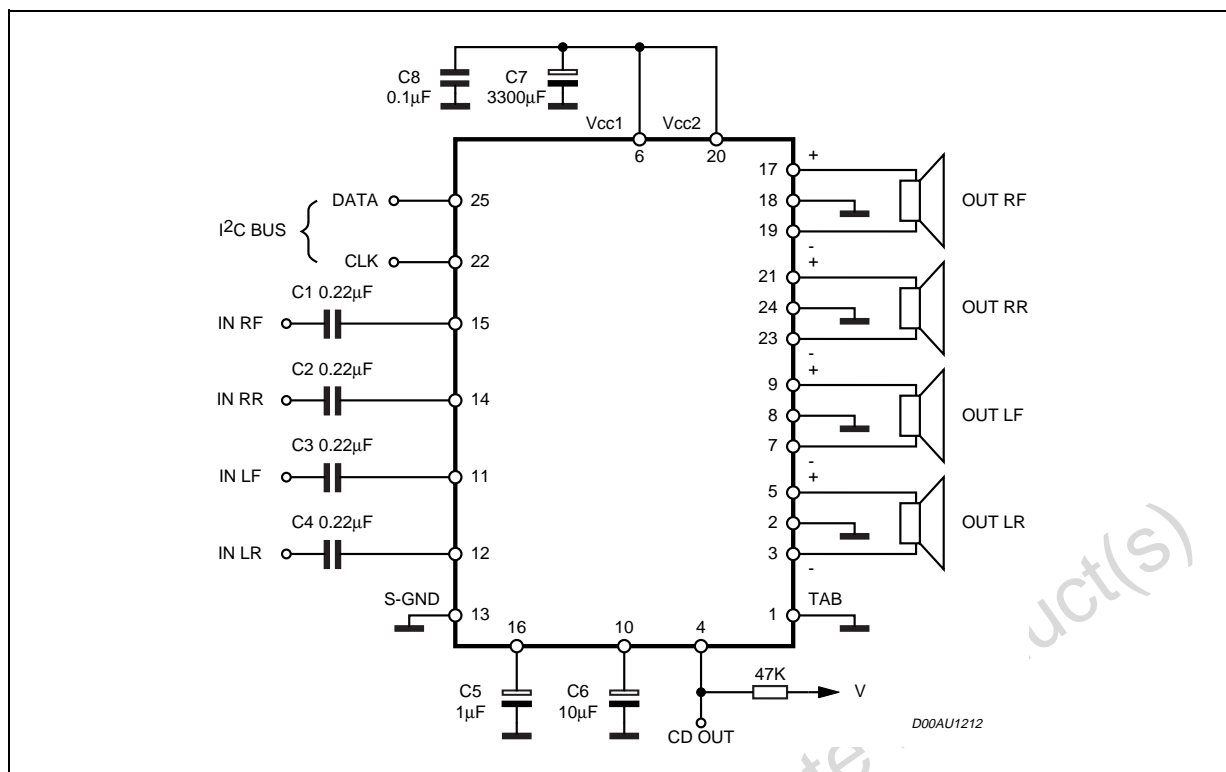 C8
0.1µF
C7
3300µF
Vcc1
Vcc2
6
20
DATA
25
I²C BUS
CLK
22
C1 0.22µF
IN RF
15
C2 0.22µF
IN RR
14
C3 0.22µF
IN LF
11
C4 0.22µF
IN LR
12
S-GND
13
17
+
18
OUT RF
19
-
+
21
24
OUT RR
23
-
+
9
8
OUT LF
7
-
+
5
2
OUT LR
3
-
1
TAB
16
10
4
C5
1µF
C6
10µF
47K
V
CD OUT
D00AU1212
uct(s)